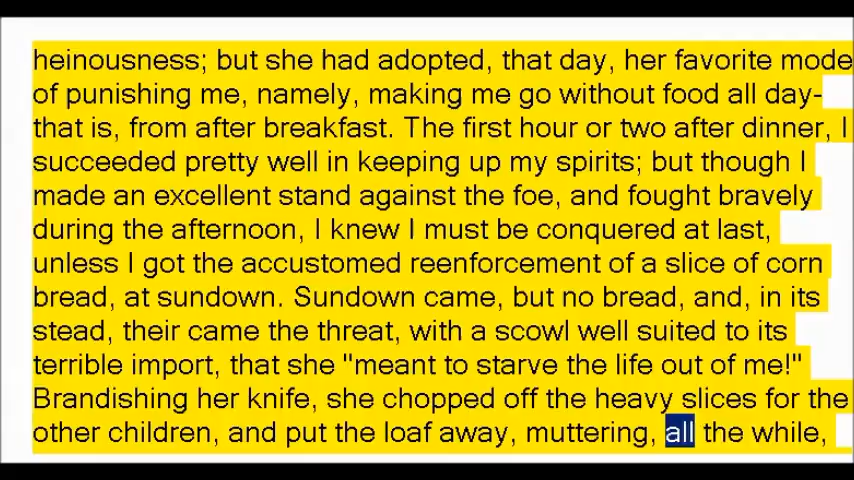 heinousness; but she had adopted, that day, her favorite mode
of punishing me, namely, making me go without food all day-
that is, from after breakfast. The first hour or two after dinner, I
succeeded pretty well in keeping up my spirits; but though I
made an excellent stand against the foe, and fought bravely
during the afternoon, I knew I must be conquered at last,
unless I got the accustomed reenforcement of a slice of corn
bread, at sundown. Sundown came, but no bread, and, in its
stead, their came the threat, with a scowl well suited to its
terrible import, that she "meant to starve the life out of me!"
Brandishing her knife, she chopped off the heavy slices for the
other children, and put the loaf away, muttering, all the while,